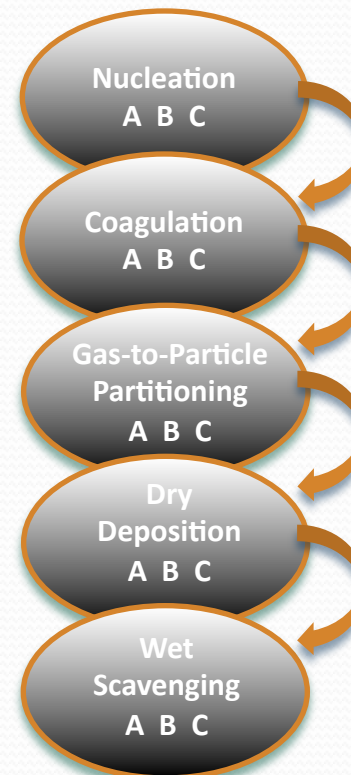 Nucleation
A B C
Coagulation
A B C
Gas-to-Particle
Partitioning
A B C
Dry
Deposition
A B C
Wet
Scavenging
A B C